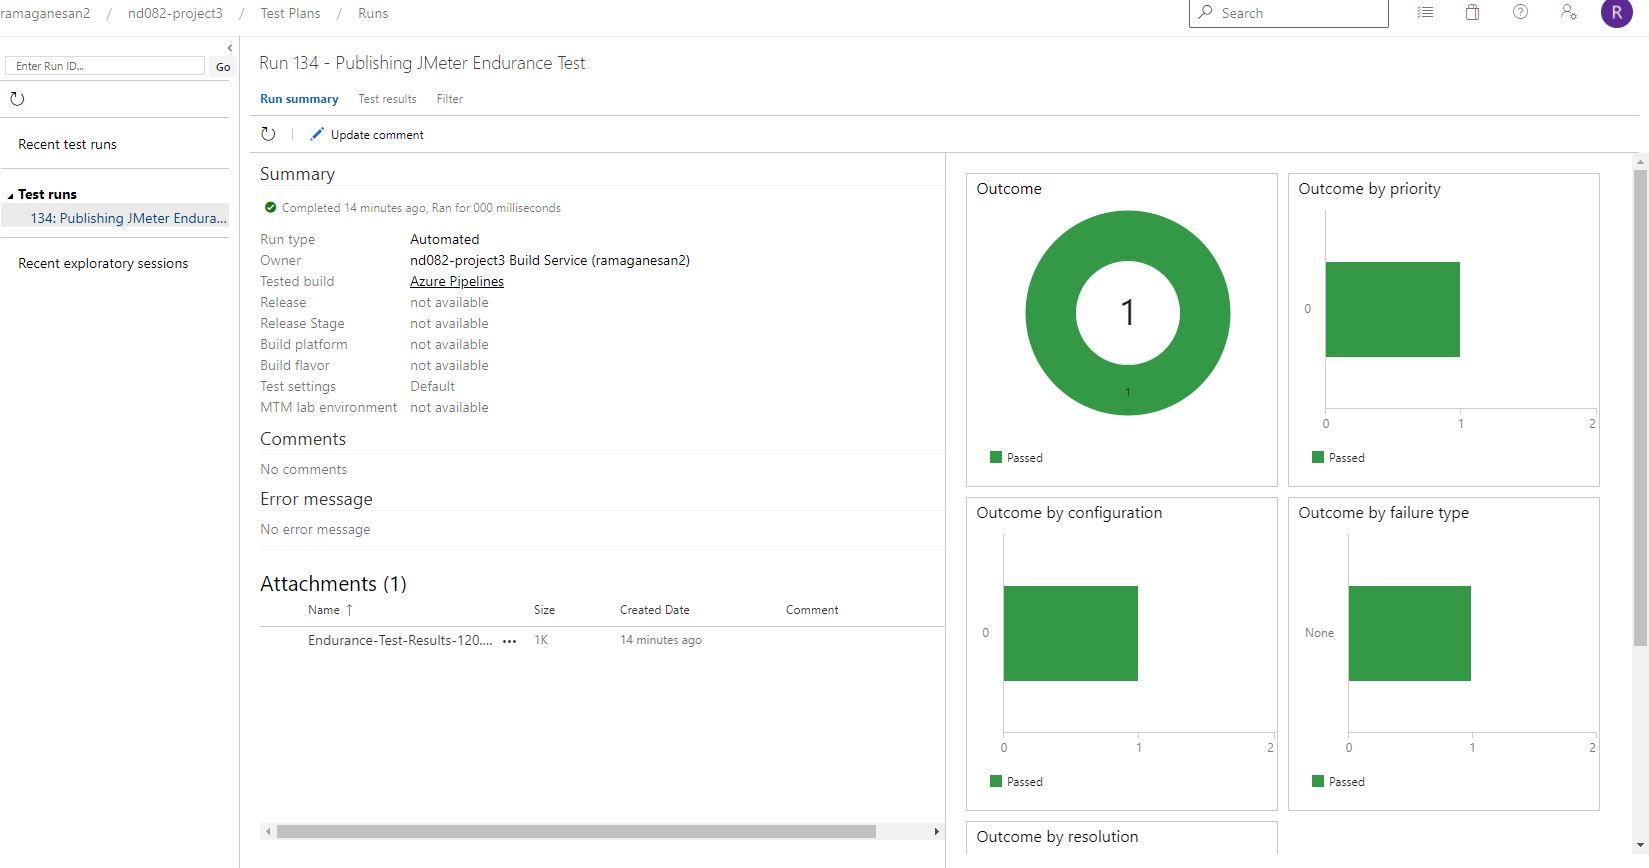 ramaganesan2 / nd082-project3 / Test Plans / Runs
Search
R
Enter Run ID...
Go
Recent test runs
Test runs
134: Publishing JMeter Endura...
Recent exploratory sessions
Run 134 - Publishing JMeter Endurance Test
Run summary Test results Filter
Update comment
Summary
Completed 14 minutes ago, Ran for 000 milliseconds
Run type Automated
Owner nd082-project3 Build Service (ramaganesan2)
Tested build Azure Pipelines
Release not available
Release Stage not available
Build platform not available
Build flavor not available
Test settings Default
MTM lab environment not available
Comments
No comments
Error message
No error message
Attachments (1)
Name ↑ Size Created Date Comment
Endurance-Test-Results-120.... ••• 1K 14 minutes ago
Outcome
1
1
Passed
Outcome by priority
0
0 1 2
Passed
Outcome by configuration
0
0 1 2
Passed
Outcome by failure type
None
0 1 2
Passed
Outcome by resolution